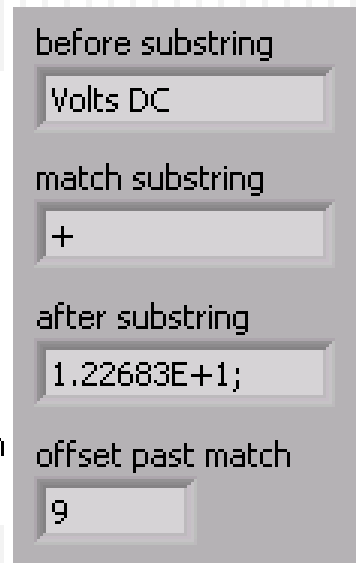 before substring
Volts DC
match substring
+
after substring
1.22683E+1;
offset past match
9